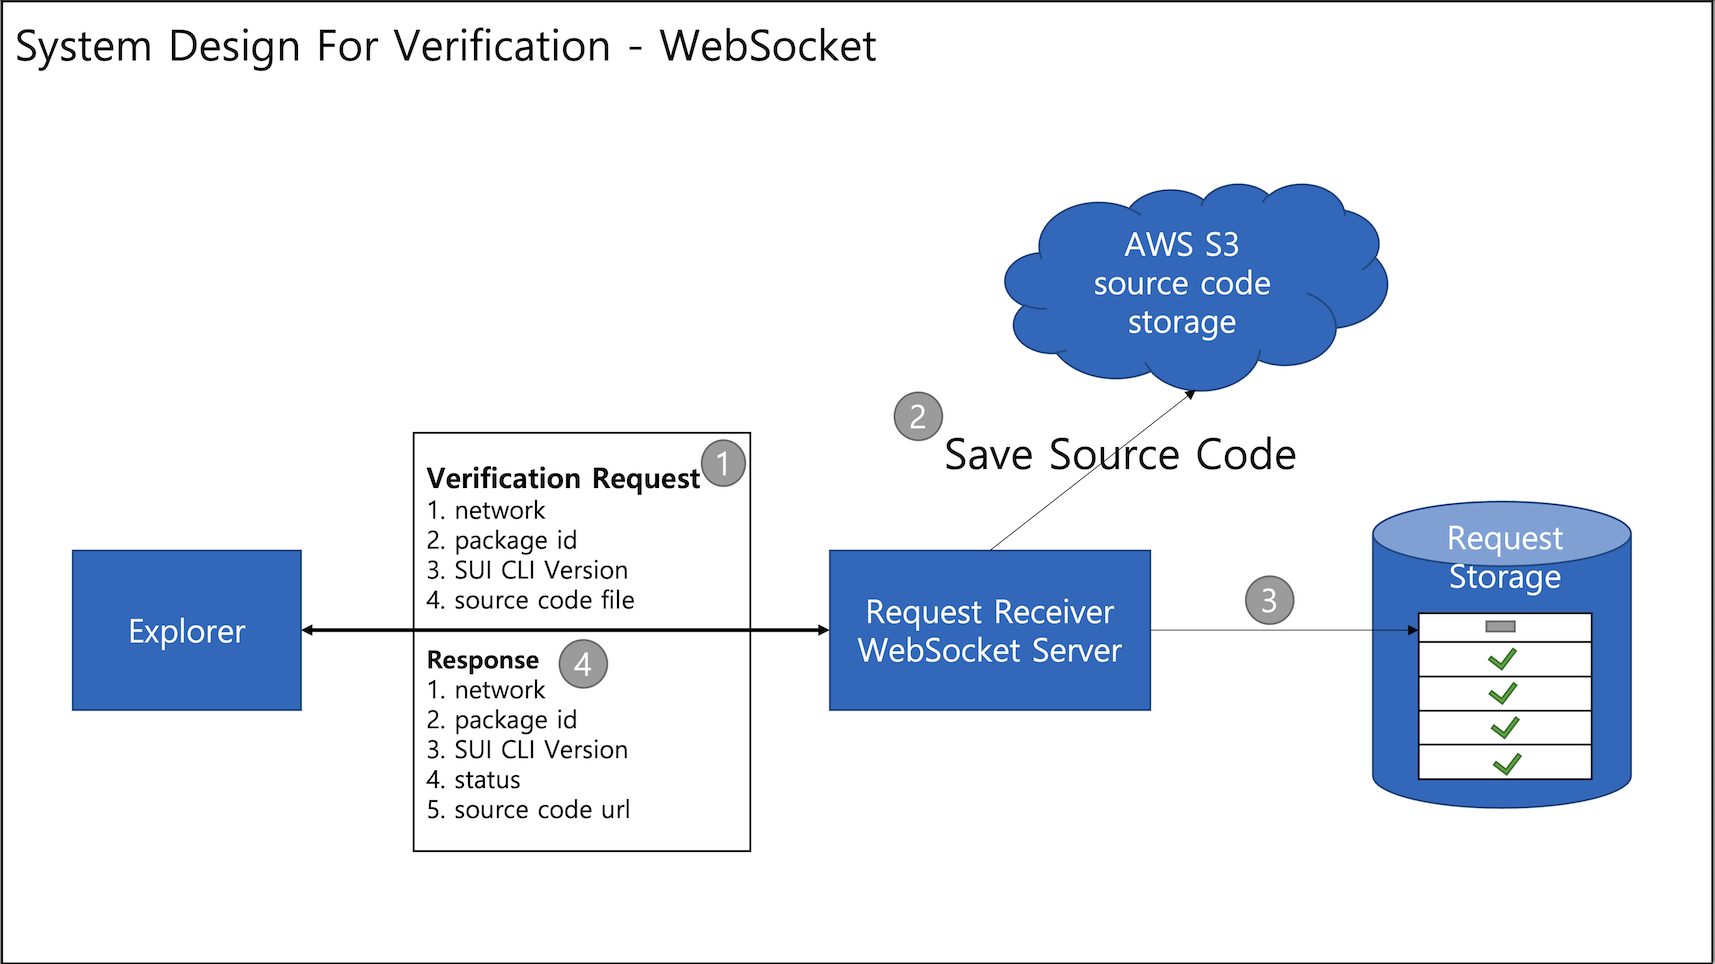 System Design For Verification - WebSocket
AWS S3
source code
storage
2
Save Source Code
1
Verification Request
1. network
2. package id
3. SUI CLI Version
4. source code file
Explorer
Response
4
1. network
2. package id
3. SUI CLI Version
4. status
5. source code url
Request Receiver
WebSocket Server
3
Request
Storage